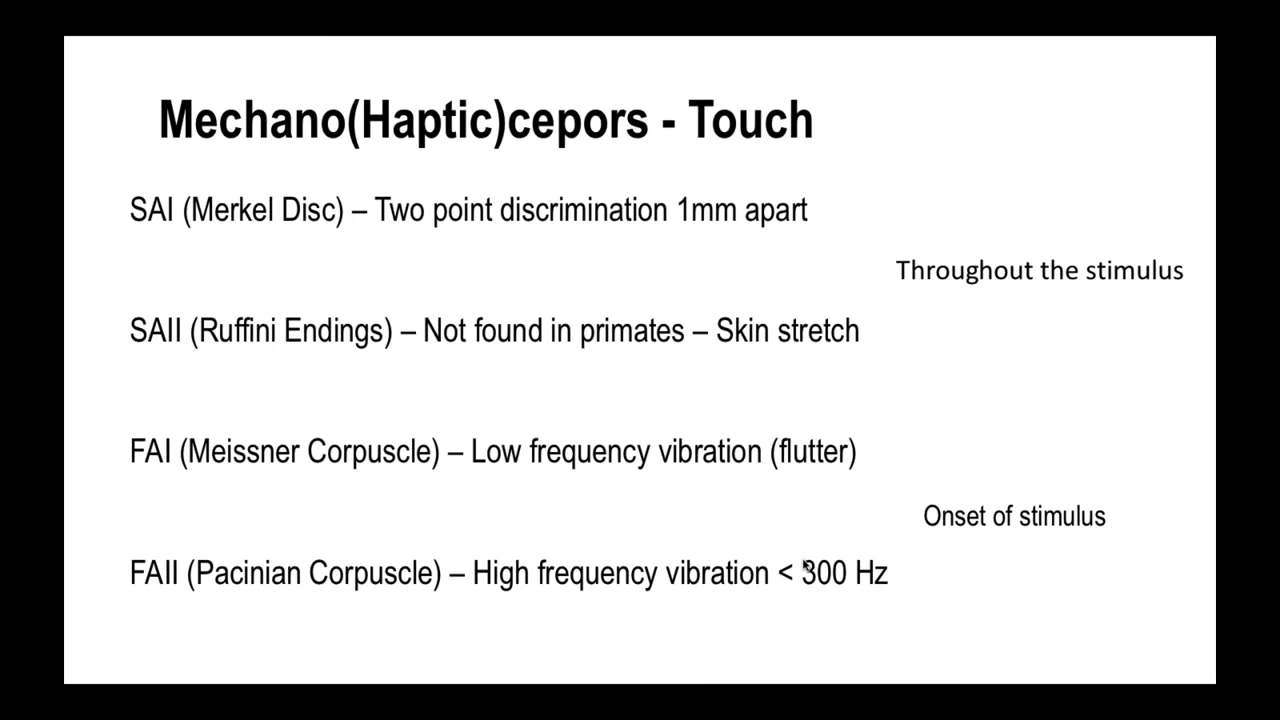 Mechano(Haptic)cepors - Touch
SAI (Merkel Disc) – Two point discrimination 1mm apart
Throughout the stimulus
SAII (Ruffini Endings) – Not found in primates – Skin stretch
FAI (Meissner Corpuscle) – Low frequency vibration (flutter)
Onset of stimulus
FAII (Pacinian Corpuscle) – High frequency vibration < 300 Hz